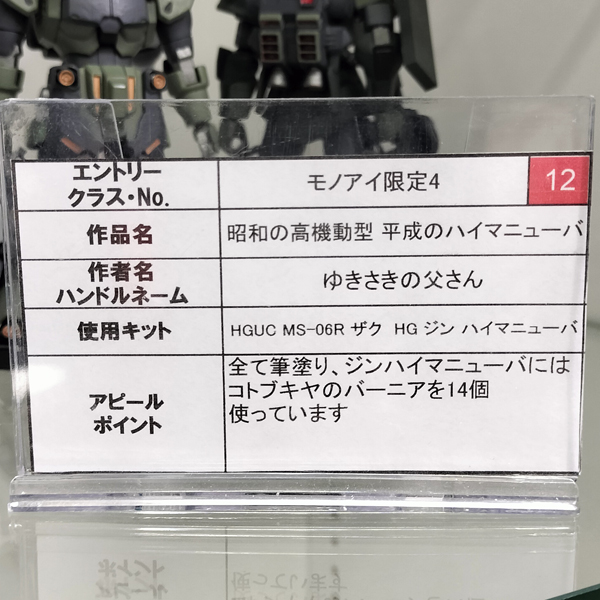 エントリー
クラス・No.
モノアイ限定4
12
作品名
昭和の高機動型 平成のハイマニューバ
作者名
ハンドルネーム
ゆきさきの父さん
使用キット
HGUC MS-06R ザク HG ジン ハイマニューバ
アピール
ポイント
全て筆塗り、ジンハイマニューバには
コトブキヤのバーニアを14個
使っています